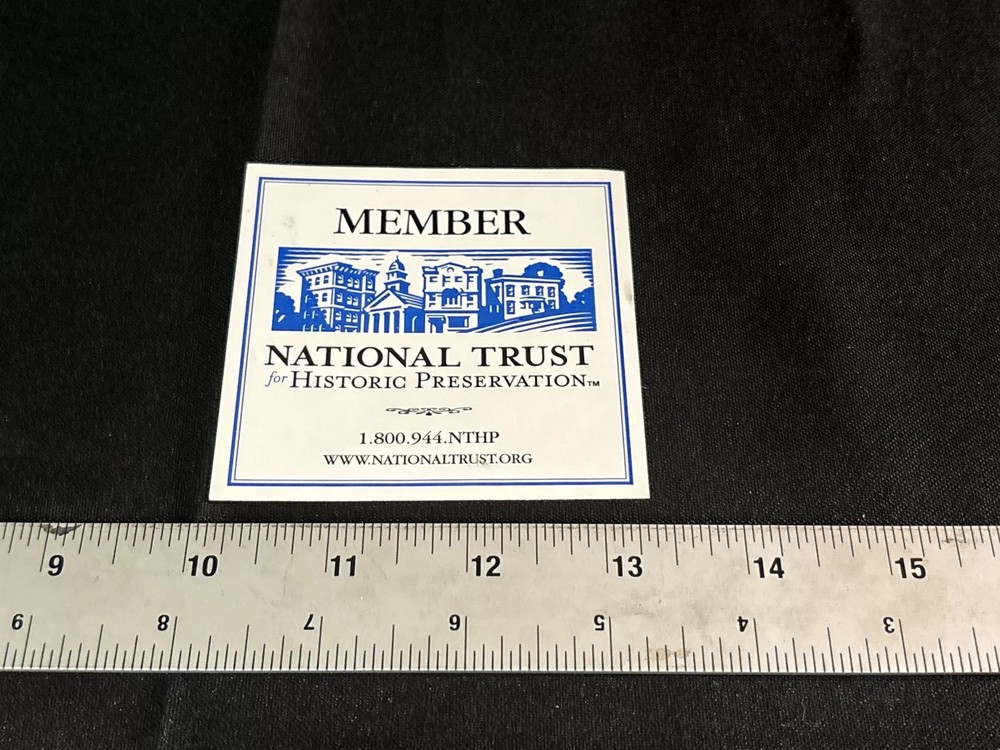 MEMBER
NATIONAL TRUST
for HISTORIC PRESERVATION™
1.800.944.NTHP
WWW.NATIONALTRUST.ORG
9 10 11 12 13 14 15
9 8 7 6 5 4 3